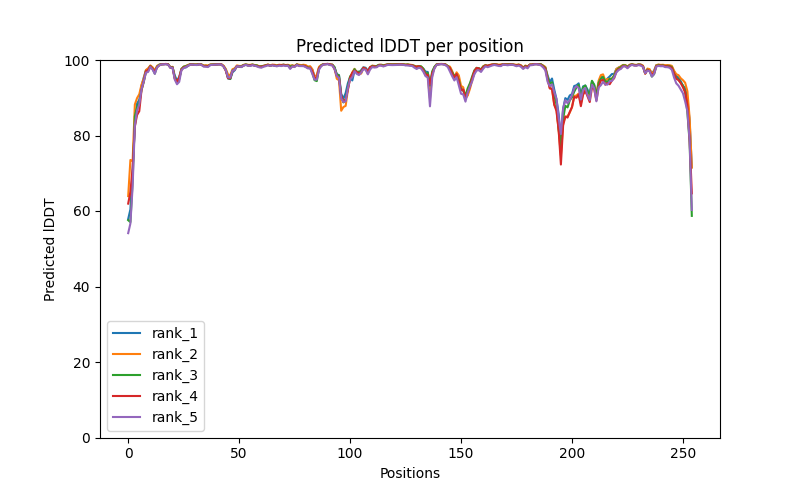 Predicted lDDT per position
100
80
60
40
20
0
Predicted lDDT
rank_1
rank_2
rank_3
rank_4
rank_5
0 50 100 150 200 250
Positions